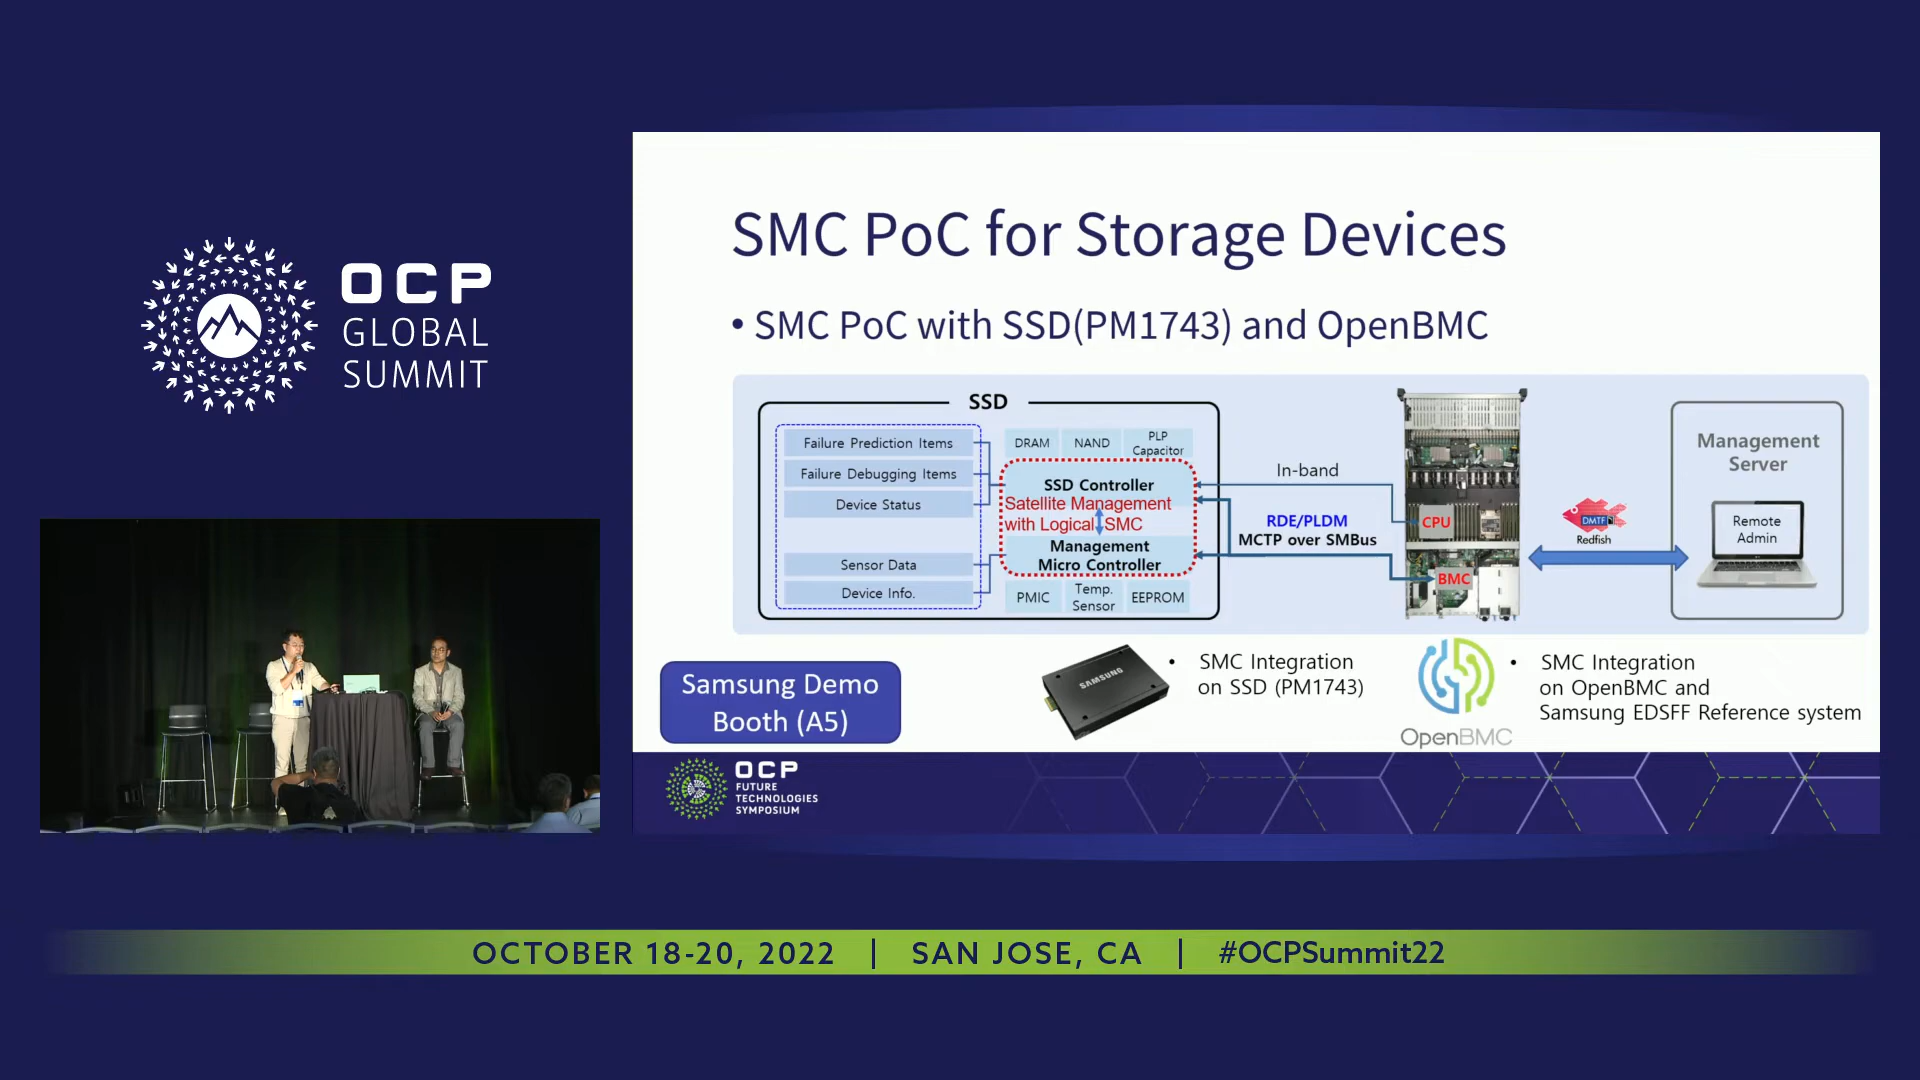 OCP
GLOBAL
SUMMIT
SMC PoC for Storage Devices
• SMC PoC with SSD(PM1743) and OpenBMC
SSD
Failure Prediction Items
Failure Debugging Items
Device Status
Sensor Data
Device Info.
DRAM
NAND
PLP
Capacitor
SSD Controller
Satellite Management
with Logical SMC
Management
Micro Controller
PMIC
Temp.
Sensor
EEPROM
In-band
RDE/PLDM
MCTP over SMBus
CPU
BMC
DMTF
Redfish
Management
Server
Remote
Admin
Samsung Demo
Booth (A5)
SAMSUNG
• SMC Integration
on SSD (PM1743)
OpenBMC
• SMC Integration
on OpenBMC and
Samsung EDSFF Reference system
OCP
FUTURE
TECHNOLOGIES
SYMPOSIUM
OCTOBER 18-20, 2022 | SAN JOSE, CA | #OCPSummit22